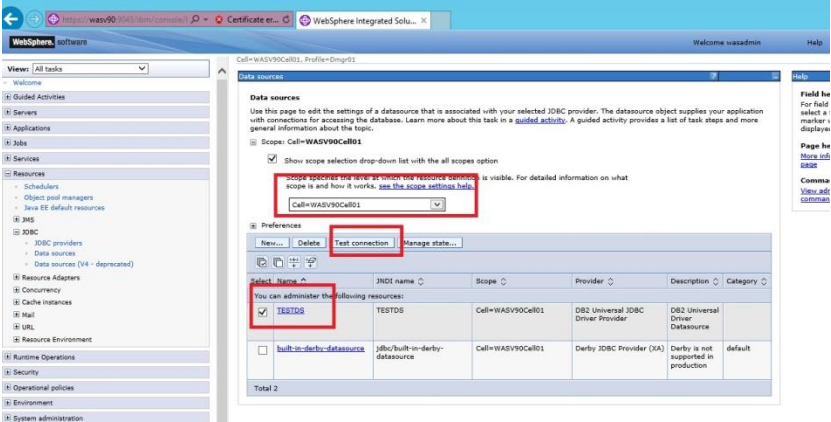 https://wasv90:9043/ibm/console/l
Certificate er...
WebSphere Integrated Solu...
WebSphere. software
Welcome wasadmin
Help
View: All tasks
Welcome
Guided Activities
Servers
Applications
Jobs
Services
Resources
Schedulers
Object pool managers
Java EE default resources
JMS
JDBC
JDBC providers
Data sources
Data sources (V4 - deprecated)
Resource Adapters
Concurrency
Cache instances
Mail
URL
Resource Environment
Runtime Operations
Security
Operational policies
Environment
System administration
Cell=WASV90Cell01, Profile=Dmgr01
Data sources
Data sources
Use this page to edit the settings of a datasource that is associated with your selected JDBC provider. The datasource object supplies your application
with connections for accessing the database. Learn more about this task in a guided activity. A guided activity provides a list of task steps and more
general information about the topic.
Scope: Cell=WASV90Cell01
Show scope selection drop-down list with the all scopes option
Scope specifies the level at which the resource definition is visible. For detailed information on what
scope is and how it works, see the scope settings help.
Cell=WASV90Cell01
Preferences
New... Delete Test connection Manage state...
Select Name JNDI name Scope Provider Description Category
You can administer the following resources:
TESTDS TESTDS Cell=WASV90Cell01 DB2 Universal JDBC DB2 Universal
Driver Provider Driver
Datasource
built-in-derby-datasource jdbc/built-in-derby- Cell=WASV90Cell01 Derby JDBC Provider (XA) Derby is not default
datasource supported in
production
Total 2
Help
Field he
For field
select a
marker
displaye
Page he
More inf
page
Comma
View adr
comman